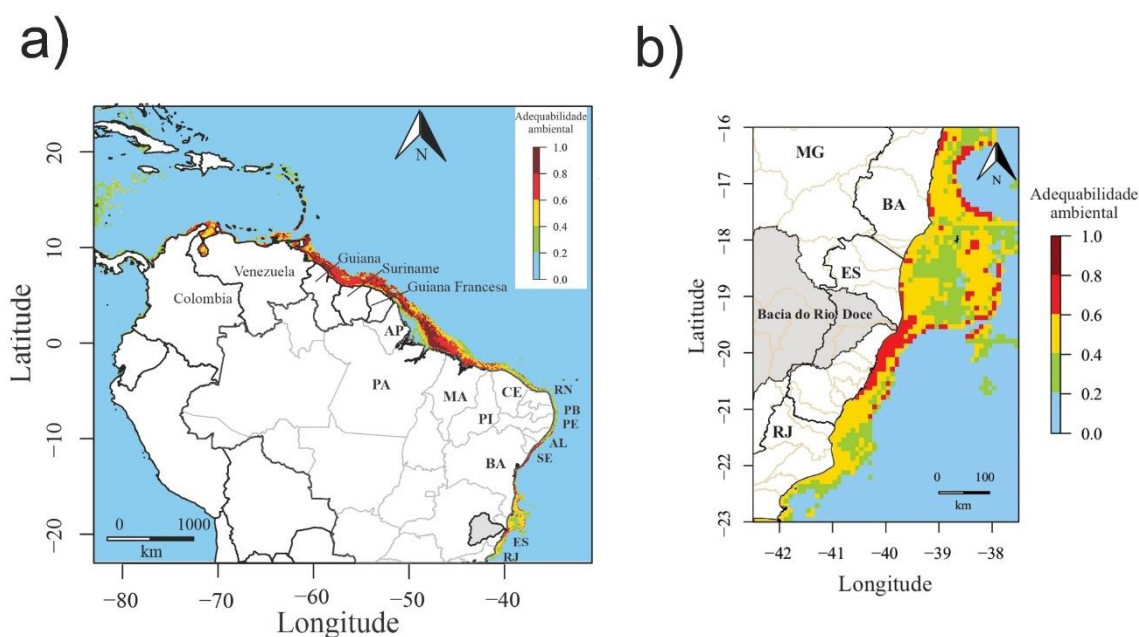 a)
Adequabilidade
ambiental
1.0
0.8
0.6
0.4
0.2
0.0
N
20
10
0
−10
−20
Latitude
Guiana
Suriname
Guiana Francesa
Venezuela
Colombia
AP
PA
MA
CE
RN
PI
PB
PE
AL
SE
BA
ES
RJ
0 1000
km
−80 −70 −60 −50 −40
Longitude
b)
−16
−17
−18
−19
−20
−21
−22
−23
Latitude
MG
BA
ES
Bacia do Rio Doce
RJ
N
0 100
km
−42 −41 −40 −39 −38
Longitude
Adequabilidade
ambiental
1.0
0.8
0.6
0.4
0.2
0.0